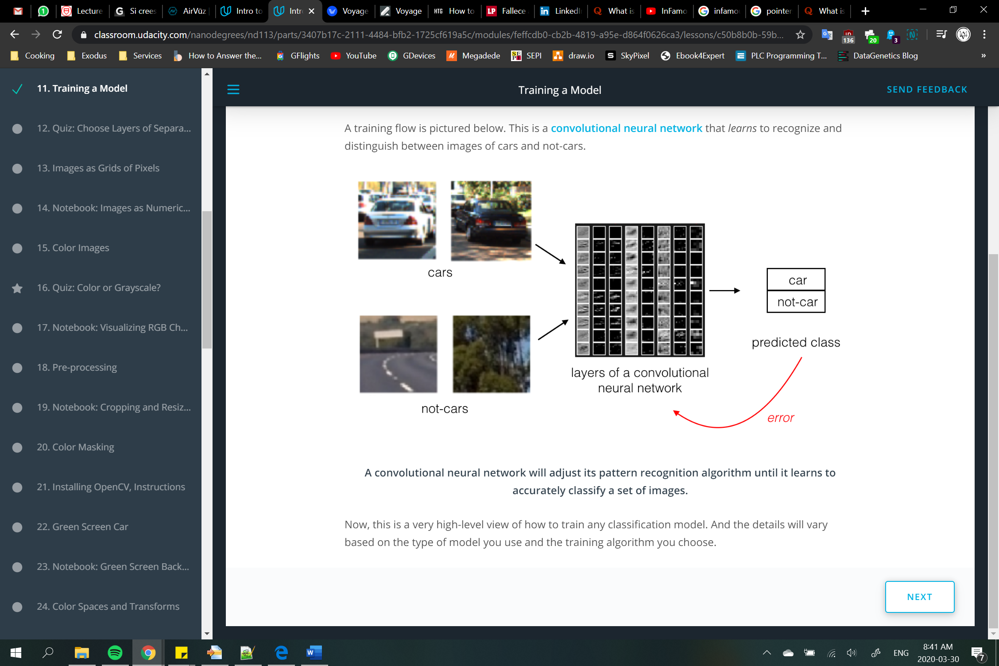 Lecture
Si crees
AirVūz
Intro to
Intr
Voyage
Voyage
HTG How to
LP Fallece
LinkedI
What is
InFamo
infamo
pointer
What is
classroom.udacity.com/nanodegrees/nd113/parts/3407b17c-2111-4484-bfb2-1725cf619a5c/modules/feffcdb0-cb2b-4819-a95e-d864f0626ca3/lessons/c50b8b0b-59b...
136
20
3
Cooking
Exodus
Services
How to Answer the...
GFlights
YouTube
GDevices
Megadede
SEPI
draw.io
SkyPixel
Ebook4Expert
PLC Programming T...
DataGenetics Blog
»
11. Training a Model
12. Quiz: Choose Layers of Separa...
13. Images as Grids of Pixels
14. Notebook: Images as Numeric...
15. Color Images
16. Quiz: Color or Grayscale?
17. Notebook: Visualizing RGB Ch...
18. Pre-processing
19. Notebook: Cropping and Resiz...
20. Color Masking
21. Installing OpenCV, Instructions
22. Green Screen Car
23. Notebook: Green Screen Back...
24. Color Spaces and Transforms
Training a Model
SEND FEEDBACK
A training flow is pictured below. This is a convolutional neural network that learns to recognize and
distinguish between images of cars and not-cars.
cars
not-cars
layers of a convolutional
neural network
car
not-car
predicted class
error
A convolutional neural network will adjust its pattern recognition algorithm until it learns to
accurately classify a set of images.
Now, this is a very high-level view of how to train any classification model. And the details will vary
based on the type of model you use and the training algorithm you choose.
NEXT
ENG
8:41 AM
2020-03-30
7